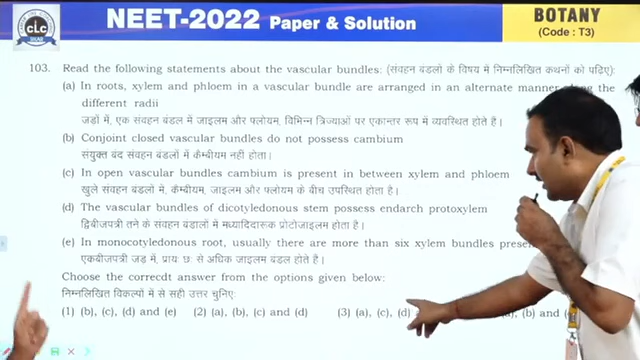 CLC
SIKAR
NEET-2022 Paper & Solution
BOTANY
(Code : T3)
103. Read the following statements about the vascular bundles: (संवहन बंडलों के विषय में निम्नलिखित कथनों को पढ़िए):
(a) In roots, xylem and phloem in a vascular bundle are arranged in an alternate manner along the
different radii
जडों में, एक संवहन बंडल में जाइलम और फ्लोयम, विभिन्न त्रिज्याओं पर एकान्तर रूप में व्यवस्थित होते हैं।
(b) Conjoint closed vascular bundles do not possess cambium
संयुक्त बंद संवहन बंडलों में कैम्बीयम नहीं होता।
(c) In open vascular bundles cambium is present in between xylem and phloem
खुले संवहन बंडलों में, कैम्बीयम, जाइलम और फ्लोयम के बीच उपस्थित होता है।
(d) The vascular bundles of dicotyledonous stem possess endarch protoxylem
द्विबीजपत्री तने के संवहन बंडालों में मध्यादिदारूक प्रोटोजाइलम होता है।
(e) In monocotyledonous root, usually there are more than six xylem bundles
एकबीजपत्री जड में, प्रायः छः से अधिक जाइलम बंडल होते हैं।
Choose the correcdt answer from the options given below:
निम्नलिखित विकल्पों में से सही उत्तर चुनिए:
(1) (b), (c), (d) and (e) (2) (a), (b), (c) and (d) (3) (a), (c), (d) (b) and